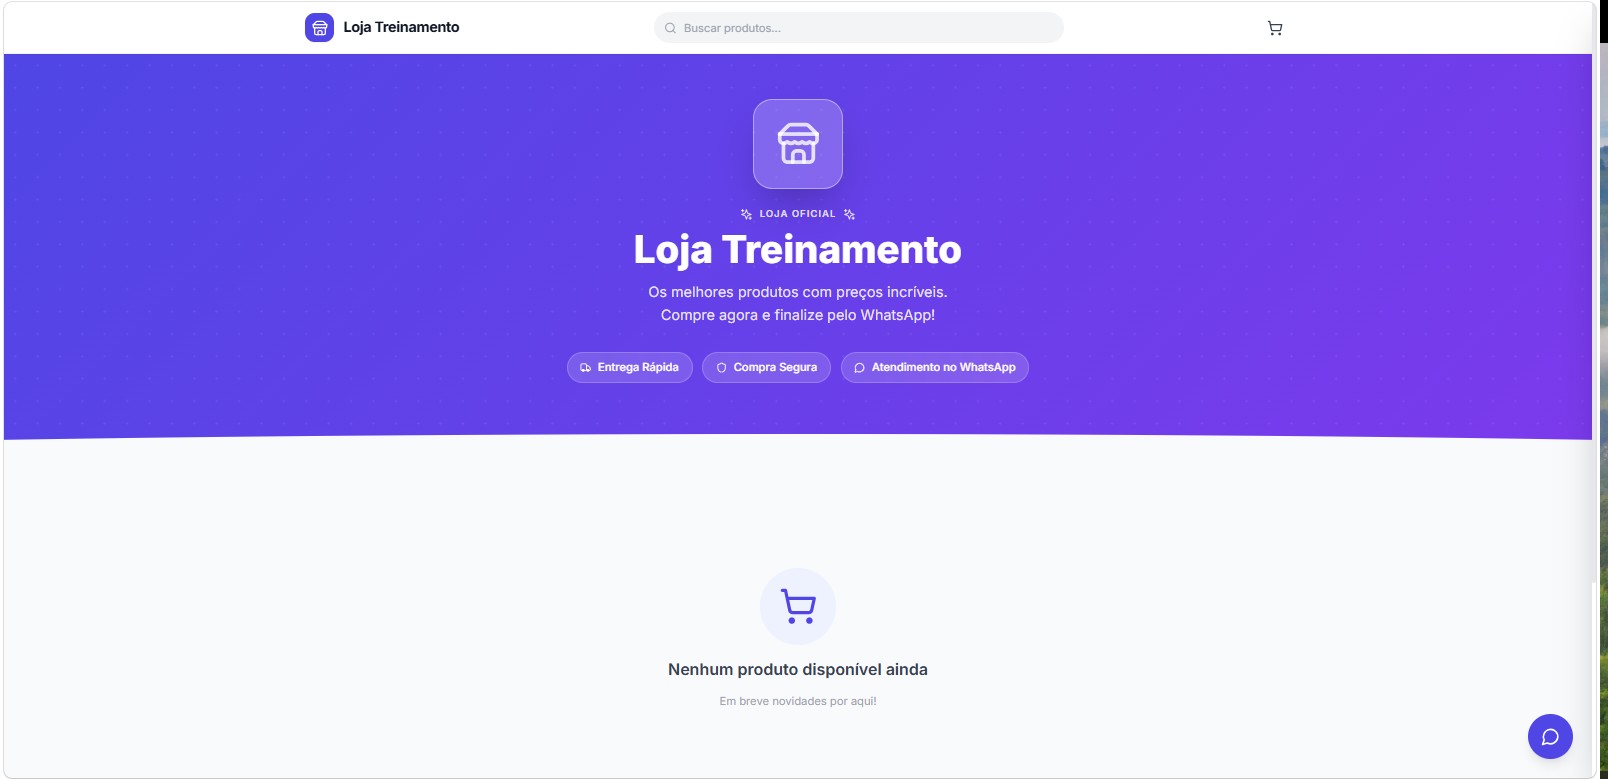 Loja Treinamento
Buscar produtos...
LOJA OFICIAL
Loja Treinamento
Os melhores produtos com preços incríveis.
Compre agora e finalize pelo WhatsApp!
Entrega Rápida
Compra Segura
Atendimento no WhatsApp
Nenhum produto disponível ainda
Em breve novidades por aqui!